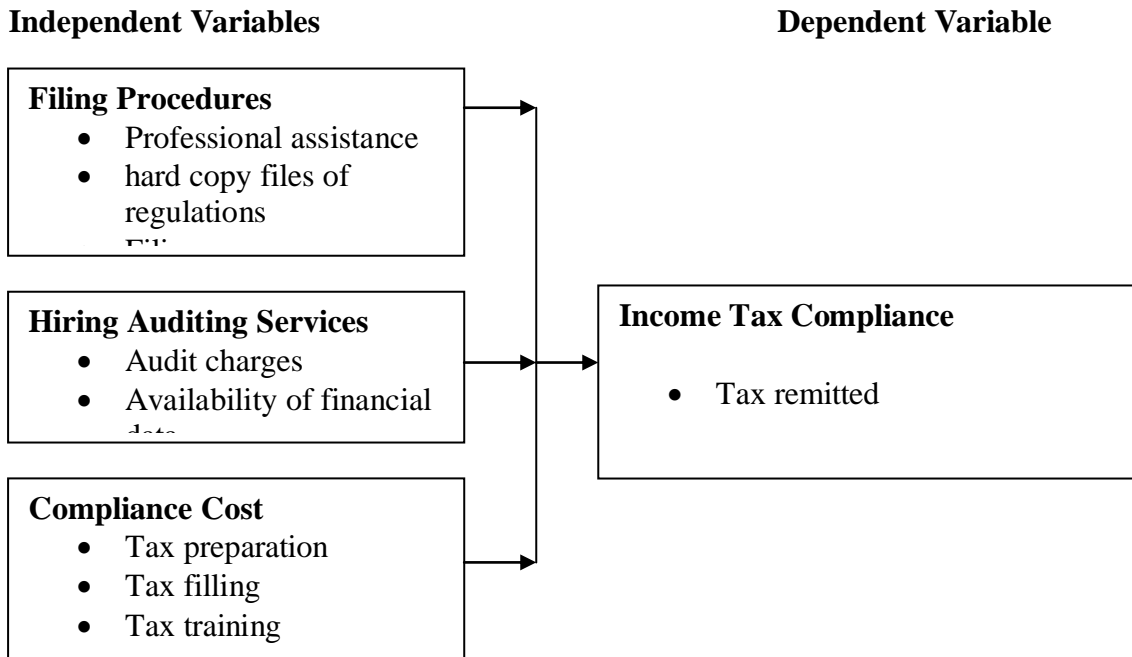 Independent Variables
Dependent Variable
Filing Procedures
• Professional assistance
• hard copy files of
regulations
Hiring Auditing Services
• Audit charges
• Availability of financial
Compliance Cost
• Tax preparation
• Tax filling
• Tax training
Income Tax Compliance
• Tax remitted